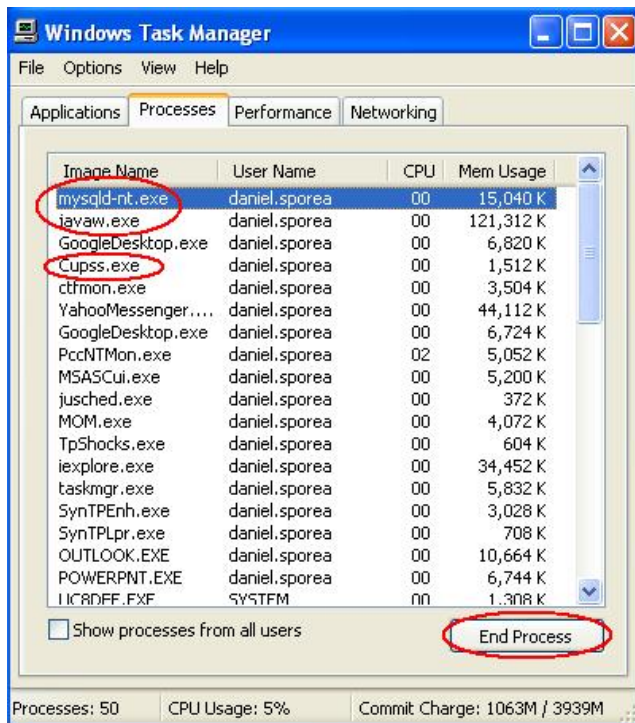 Windows Task Manager
File Options View Help
Applications Processes Performance Networking
Image Name User Name CPU Mem Usage
mysqld-nt.exe daniel.sporea 00 15,040 K
javaw.exe daniel.sporea 00 121,312 K
GoogleDesktop.exe daniel.sporea 00 6,820 K
Cupss.exe daniel.sporea 00 1,512 K
ctfmon.exe daniel.sporea 00 3,504 K
YahooMessenger.... daniel.sporea 00 44,112 K
GoogleDesktop.exe daniel.sporea 00 6,724 K
PccNTMon.exe daniel.sporea 02 5,052 K
MSASCui.exe daniel.sporea 00 5,200 K
jusched.exe daniel.sporea 00 372 K
MOM.exe daniel.sporea 00 4,072 K
TpShocks.exe daniel.sporea 00 604 K
iexplore.exe daniel.sporea 00 34,452 K
taskmgr.exe daniel.sporea 00 5,832 K
SynTPEnh.exe daniel.sporea 00 3,028 K
SynTPLpr.exe daniel.sporea 00 708 K
OUTLOOK.EXE daniel.sporea 00 10,664 K
POWERPNT.EXE daniel.sporea 00 6,744 K
SYSTEM 00 1,308 K
Show processes from all users End Process
Processes: 50 CPU Usage: 5% Commit Charge: 1063M / 3939M